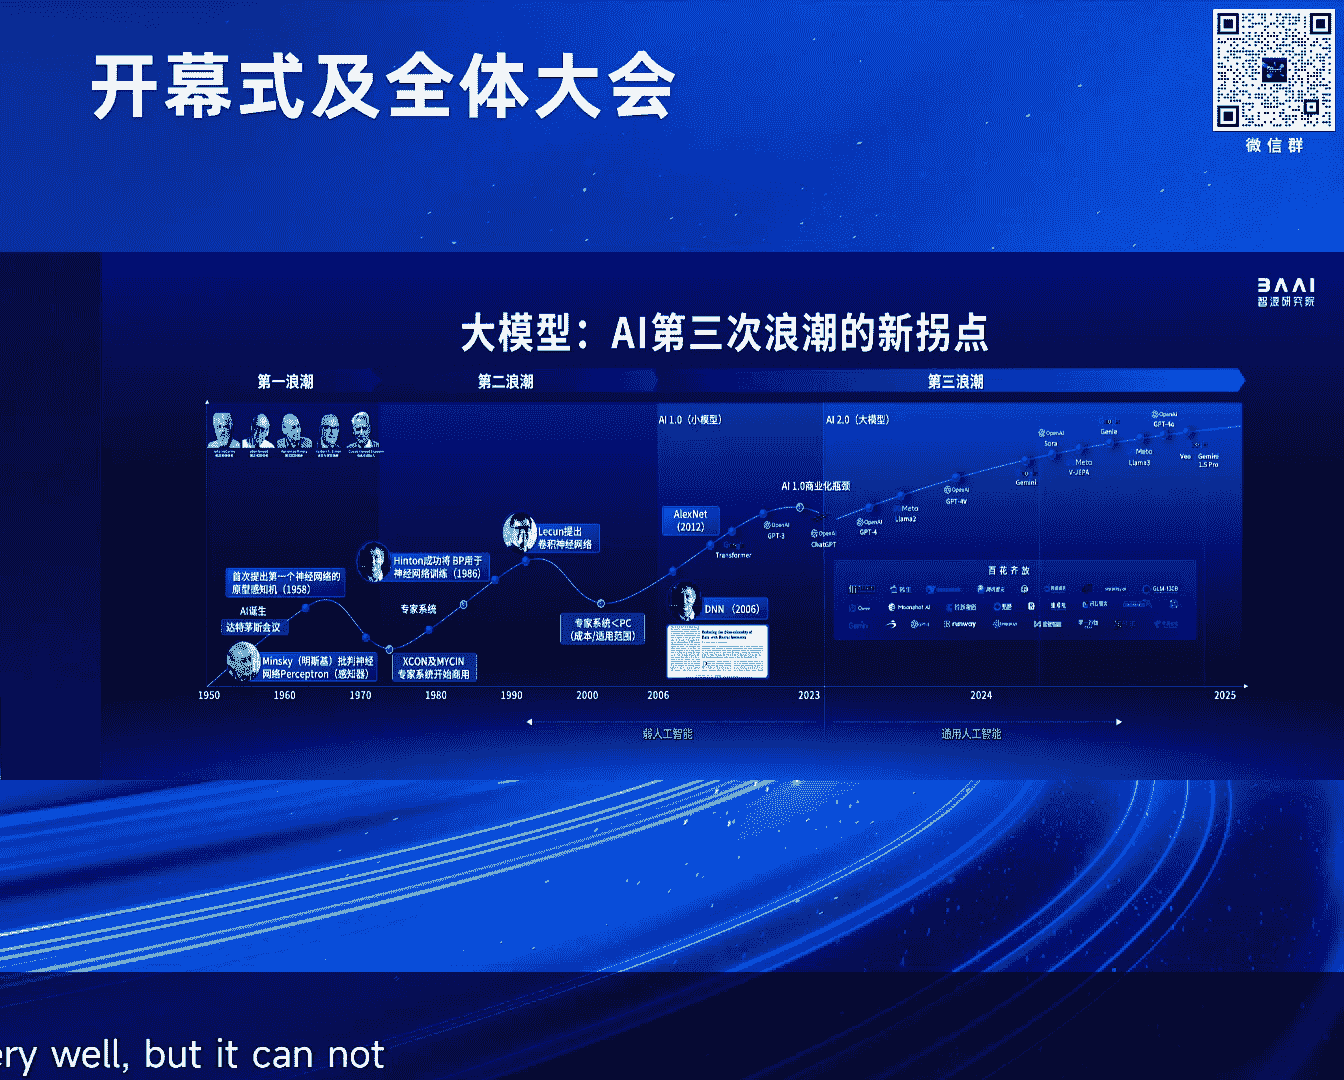 开幕式及全体大会
微信群
BAAI
智源研究院
大模型：AI第三次浪潮的新拐点
第一浪潮
第二浪潮
第三浪潮
AI 1.0（小模型）
AI 2.0（大模型）
OpenAI
GPT-4o
OpenAI
Sora
Genie
Meta
Llama3
Veo
Gemini
1.5 Pro
Meta
V-JEPA
Gemini
AI 1.0商业化瓶颈
OpenAI
GPT-4V
Meta
Llama2
OpenAI
GPT-4
OpenAI
ChatGPT
OpenAI
GPT-3
Transformer
AlexNet
（2012）
Lecun提出
卷积神经网络
Hinton成功将 BP用于
神经网络训练（1986）
首次提出第一个神经网络的
原型感知机（1958）
AI诞生
达特茅斯会议
专家系统
Minsky（明斯基）批判神经
网络Perceptron（感知器）
XCON及MYCIN
专家系统开始商用
专家系统＜PC
（成本/适用范围）
DNN（2006）
百花齐放
GLM-130B
Moonshot AI
runway
1950
1960
1970
1980
1990
2000
2006
2023
2024
2025
弱人工智能
通用人工智能
ery well, but it can not